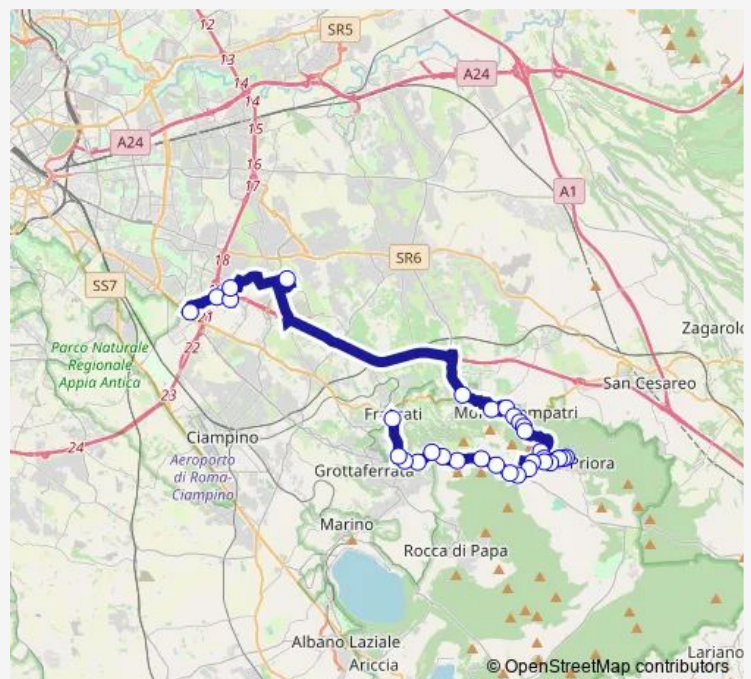 12
13
SR5
14
A24
14
A24
15
16
17
A1
18
SR6
SS7
21
Parco Naturale
Regionale
Appia Antica
22
Zagarolo
23
San Cesareo
24
Ciampino
Aeroporto
di Roma-
Ciampino
Grottaferrata
Priora
Marino
Rocca di Papa
Albano Laziale
Ariccia
Lariano
© OpenStreetMap contributors